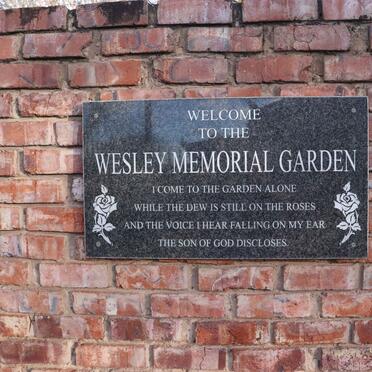 WELCOME
TO THE
WESLEY MEMORIAL GARDEN
I COME TO THE GARDEN ALONE
WHILE THE DEW IS STILL ON THE ROSES
AND THE VOICE I HEAR FALLING ON MY EAR
THE SON OF GOD DISCLOSES.